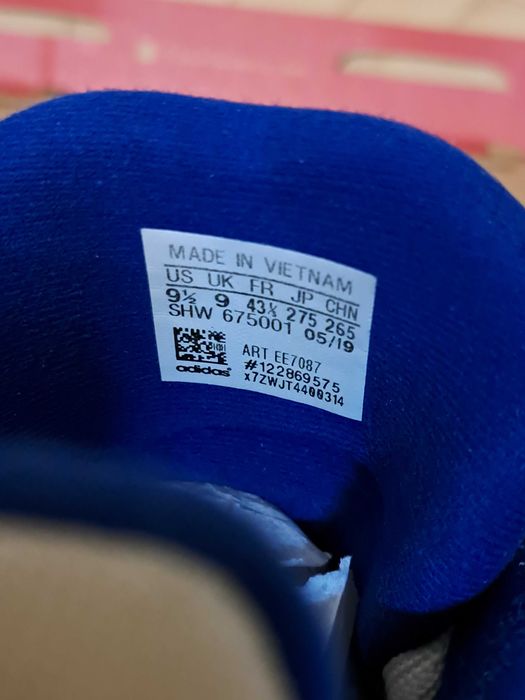 MADE IN VIETNAM
US UK FR JP CHN
9½ 9 43⅓ 275 265
SHW 675001 05/19
ART EE7087
#122869575
adidas x7ZWJT4400314